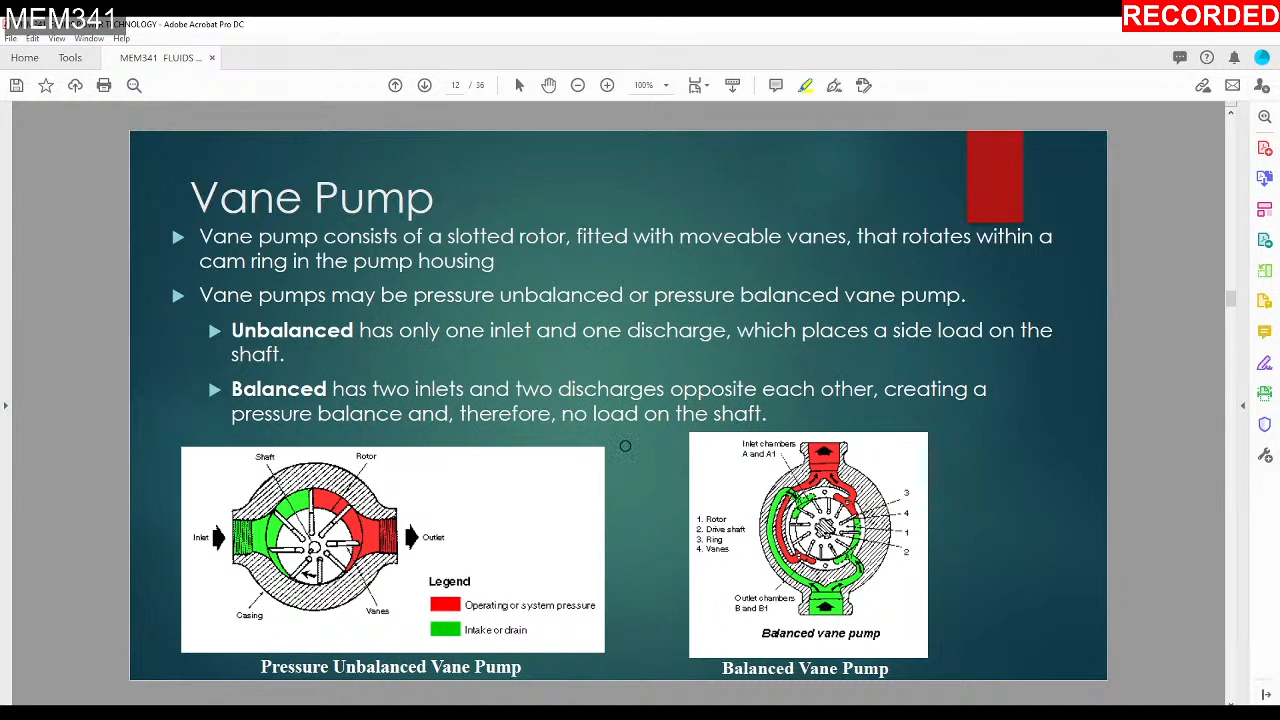 MEM341
RECORDED
TECHNOLOGY - Adobe Acrobat Pro DC
File Edit View Window Help
Home Tools MEM341 FLUIDS ... ×
12 / 36 100%
Vane Pump
Vane pump consists of a slotted rotor, fitted with moveable vanes, that rotates within a
cam ring in the pump housing
Vane pumps may be pressure unbalanced or pressure balanced vane pump.
Unbalanced has only one inlet and one discharge, which places a side load on the
shaft.
Balanced has two inlets and two discharges opposite each other, creating a
pressure balance and, therefore, no load on the shaft.
Shaft
Rotor
Inlet
Outlet
Casing
Vanes
Legend
Operating or system pressure
Intake or drain
Pressure Unbalanced Vane Pump
Inlet chambers
A and A1
3
4
1
2
1. Rotor
2. Drive shaft
3. Ring
4. Vanes
Outlet chambers
B and B1
Balanced vane pump
Balanced Vane Pump